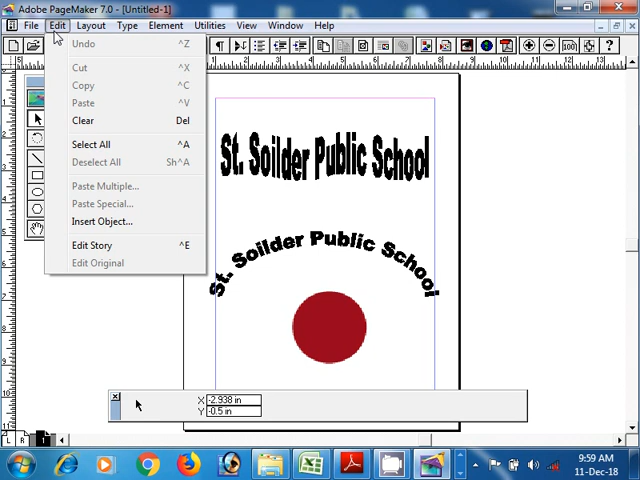 Adobe PageMaker 7.0 - [Untitled-1]
File Edit Layout Type Element Utilities View Window Help
Undo ^Z
Cut ^X
Copy ^C
Paste ^V
Clear Del
Select All ^A
Deselect All Sh^A
Paste Multiple...
Paste Special...
Insert Object...
Edit Story ^E
Edit Original
St. Soilder Public School
St. Soilder Public School
X -2.938 in
Y -0.5 in
L R 1
9:59 AM
11-Dec-18